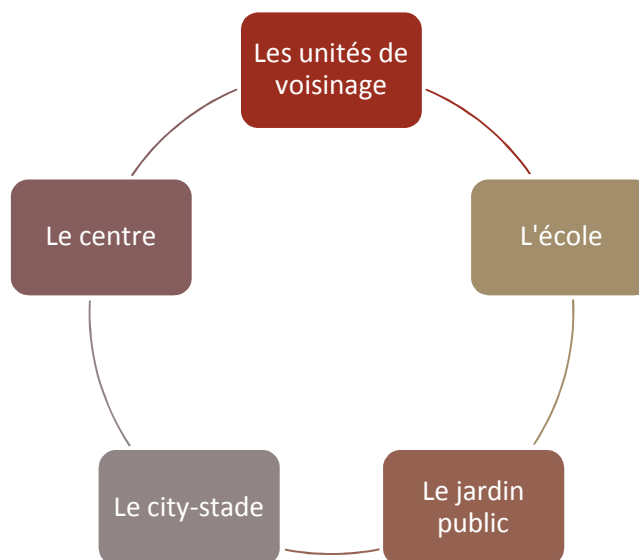 Les unités de
voisinage
L'école
Le jardin
public
Le city-stade
Le centre